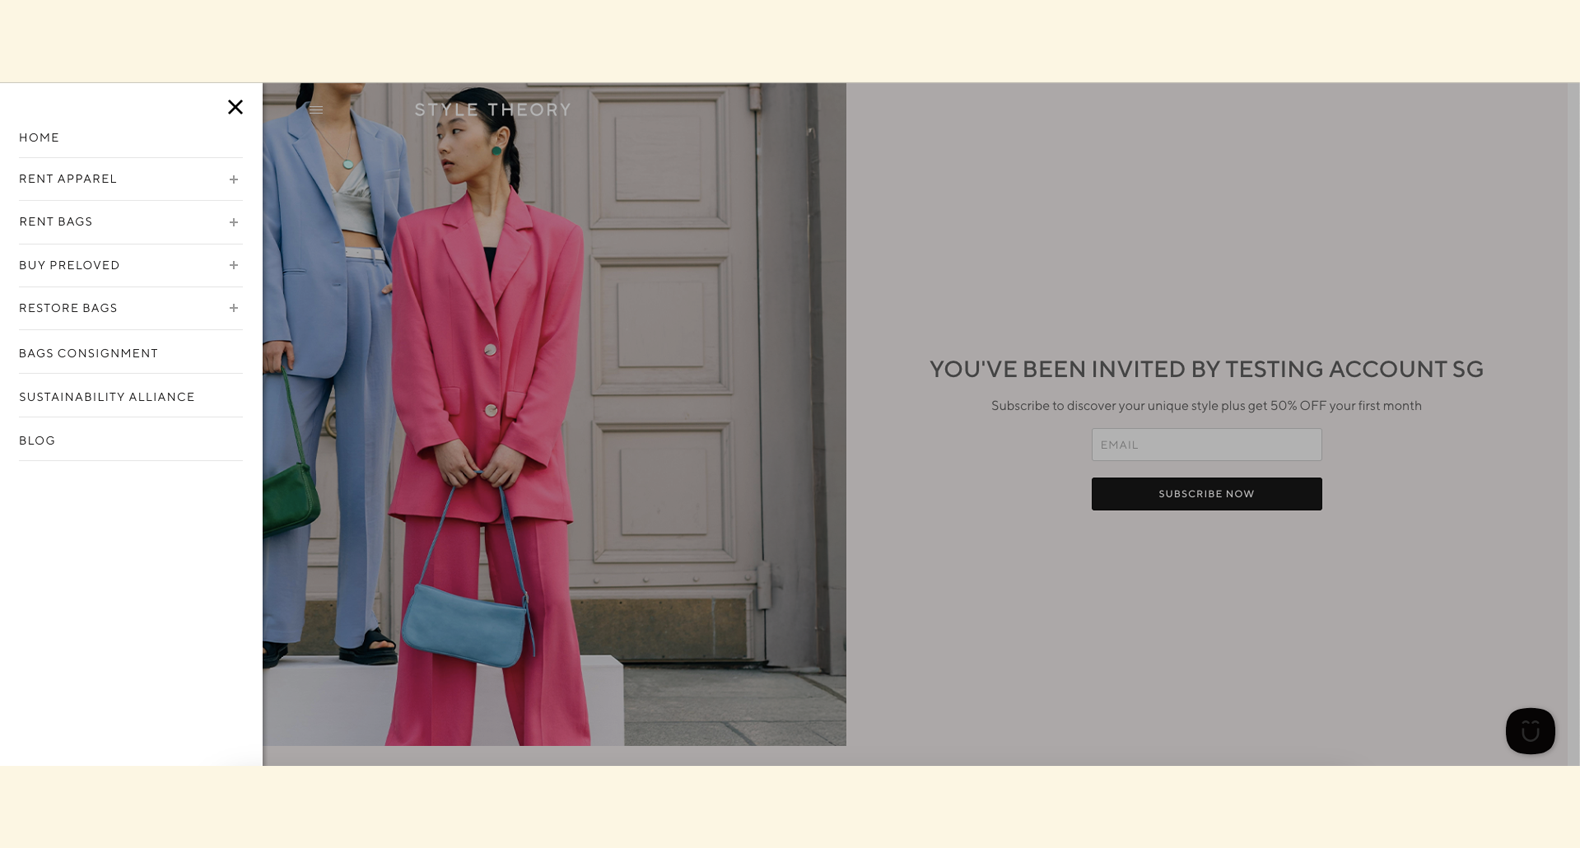 HOME
RENT APPAREL
RENT BAGS
BUY PRELOVED
RESTORE BAGS
BAGS CONSIGNMENT
SUSTAINABILITY ALLIANCE
BLOG
STYLE THEORY
YOU'VE BEEN INVITED BY TESTING ACCOUNT SG
Subscribe to discover your unique style plus get 50% OFF your first month
EMAIL
SUBSCRIBE NOW